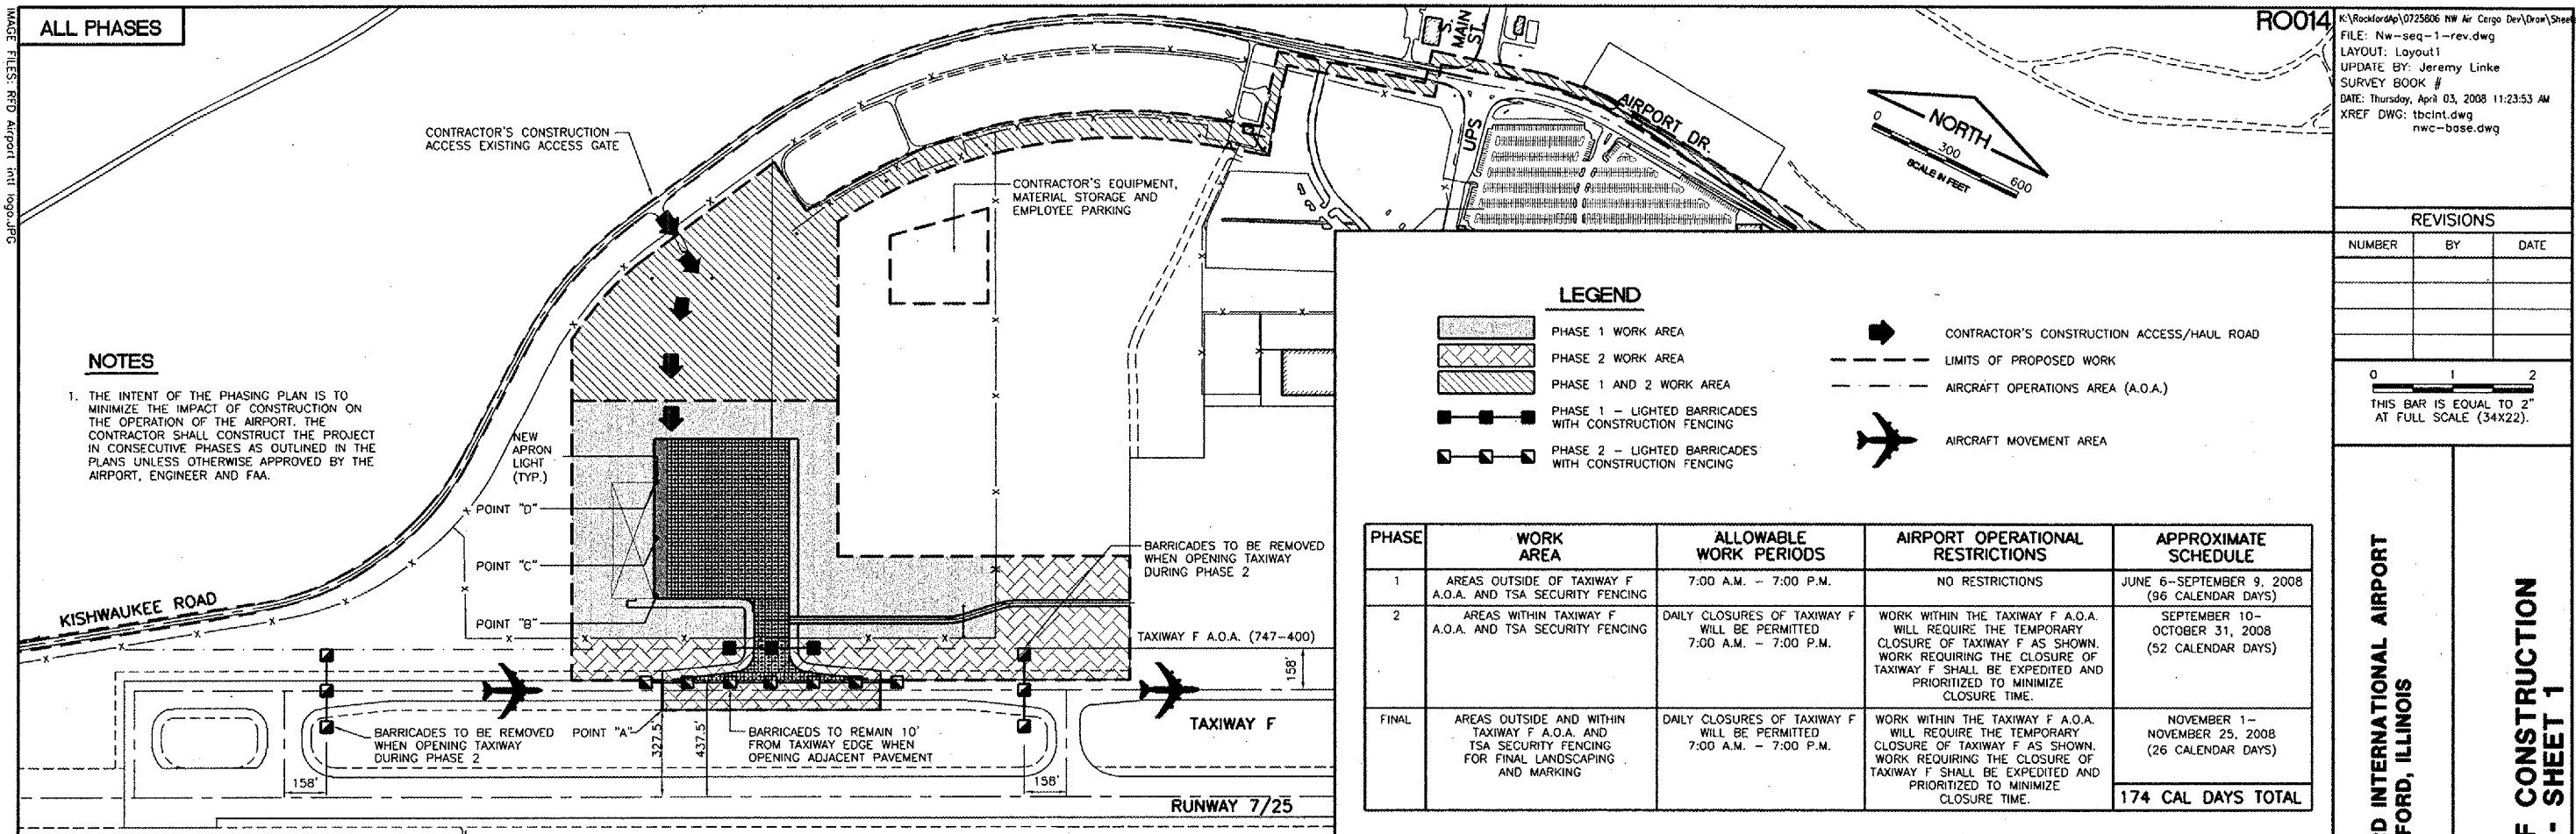 ALL PHASES
IMAGE FILES: RFD Airport intl logo.JPG
CONTRACTOR'S CONSTRUCTION
ACCESS EXISTING ACCESS GATE
S. MAIN ST.
UPS
AIRPORT DR.
NORTH
0
300
600
SCALE IN FEET
CONTRACTOR'S EQUIPMENT,
MATERIAL STORAGE AND
EMPLOYEE PARKING
NOTES
1. THE INTENT OF THE PHASING PLAN IS TO
MINIMIZE THE IMPACT OF CONSTRUCTION ON
THE OPERATION OF THE AIRPORT. THE
CONTRACTOR SHALL CONSTRUCT THE PROJECT
IN CONSECUTIVE PHASES AS OUTLINED IN THE
PLANS UNLESS OTHERWISE APPROVED BY THE
AIRPORT, ENGINEER AND FAA.
NEW
APRON
LIGHT
(TYP.)
POINT "D"
POINT "C"
POINT "B"
KISHWAUKEE ROAD
BARRICADES TO BE REMOVED
WHEN OPENING TAXIWAY
DURING PHASE 2
TAXIWAY F A.O.A. (747-400)
158'
TAXIWAY F
BARRICADES TO BE REMOVED
WHEN OPENING TAXIWAY
DURING PHASE 2
POINT "A"
327.5'
437.5'
BARRICAEDS TO REMAIN 10'
FROM TAXIWAY EDGE WHEN
OPENING ADJACENT PAVEMENT
158'
158'
RUNWAY 7/25
LEGEND
PHASE 1 WORK AREA
PHASE 2 WORK AREA
PHASE 1 AND 2 WORK AREA
PHASE 1 - LIGHTED BARRICADES
WITH CONSTRUCTION FENCING
PHASE 2 - LIGHTED BARRICADES
WITH CONSTRUCTION FENCING
CONTRACTOR'S CONSTRUCTION ACCESS/HAUL ROAD
LIMITS OF PROPOSED WORK
AIRCRAFT OPERATIONS AREA (A.O.A.)
AIRCRAFT MOVEMENT AREA
PHASE
WORK
AREA
ALLOWABLE
WORK PERIODS
AIRPORT OPERATIONAL
RESTRICTIONS
APPROXIMATE
SCHEDULE
1
AREAS OUTSIDE OF TAXIWAY F
A.O.A. AND TSA SECURITY FENCING
7:00 A.M. - 7:00 P.M.
NO RESTRICTIONS
JUNE 6-SEPTEMBER 9, 2008
(96 CALENDAR DAYS)
2
AREAS WITHIN TAXIWAY F
A.O.A. AND TSA SECURITY FENCING
DAILY CLOSURES OF TAXIWAY F
WILL BE PERMITTED
7:00 A.M. - 7:00 P.M.
WORK WITHIN THE TAXIWAY F A.O.A.
WILL REQUIRE THE TEMPORARY
CLOSURE OF TAXIWAY F AS SHOWN.
WORK REQUIRING THE CLOSURE OF
TAXIWAY F SHALL BE EXPEDITED AND
PRIORITIZED TO MINIMIZE
CLOSURE TIME.
SEPTEMBER 10-
OCTOBER 31, 2008
(52 CALENDAR DAYS)
FINAL
AREAS OUTSIDE AND WITHIN
TAXIWAY F A.O.A. AND
TSA SECURITY FENCING
FOR FINAL LANDSCAPING
AND MARKING
DAILY CLOSURES OF TAXIWAY F
WILL BE PERMITTED
7:00 A.M. - 7:00 P.M.
WORK WITHIN THE TAXIWAY F A.O.A.
WILL REQUIRE THE TEMPORARY
CLOSURE OF TAXIWAY F AS SHOWN.
WORK REQUIRING THE CLOSURE OF
TAXIWAY F SHALL BE EXPEDITED AND
PRIORITIZED TO MINIMIZE
CLOSURE TIME.
NOVEMBER 1-
NOVEMBER 25, 2008
(26 CALENDAR DAYS)
174 CAL DAYS TOTAL
RO014
K:\RockfordAp\0725806 NW Air Cargo Dev\Draw\Sheet
FILE: Nw-seq-1-rev.dwg
LAYOUT: Layout1
UPDATE BY: Jeremy Linke
SURVEY BOOK #
DATE: Thursday, April 03, 2008 11:23:53 AM
XREF DWG: tbcint.dwg
nwc-base.dwg
REVISIONS
NUMBER
BY
DATE
0
1
2
THIS BAR IS EQUAL TO 2"
AT FULL SCALE (34X22).
D INTERNATIONAL AIRPORT
FORD, ILLINOIS
F CONSTRUCTION
- SHEET 1